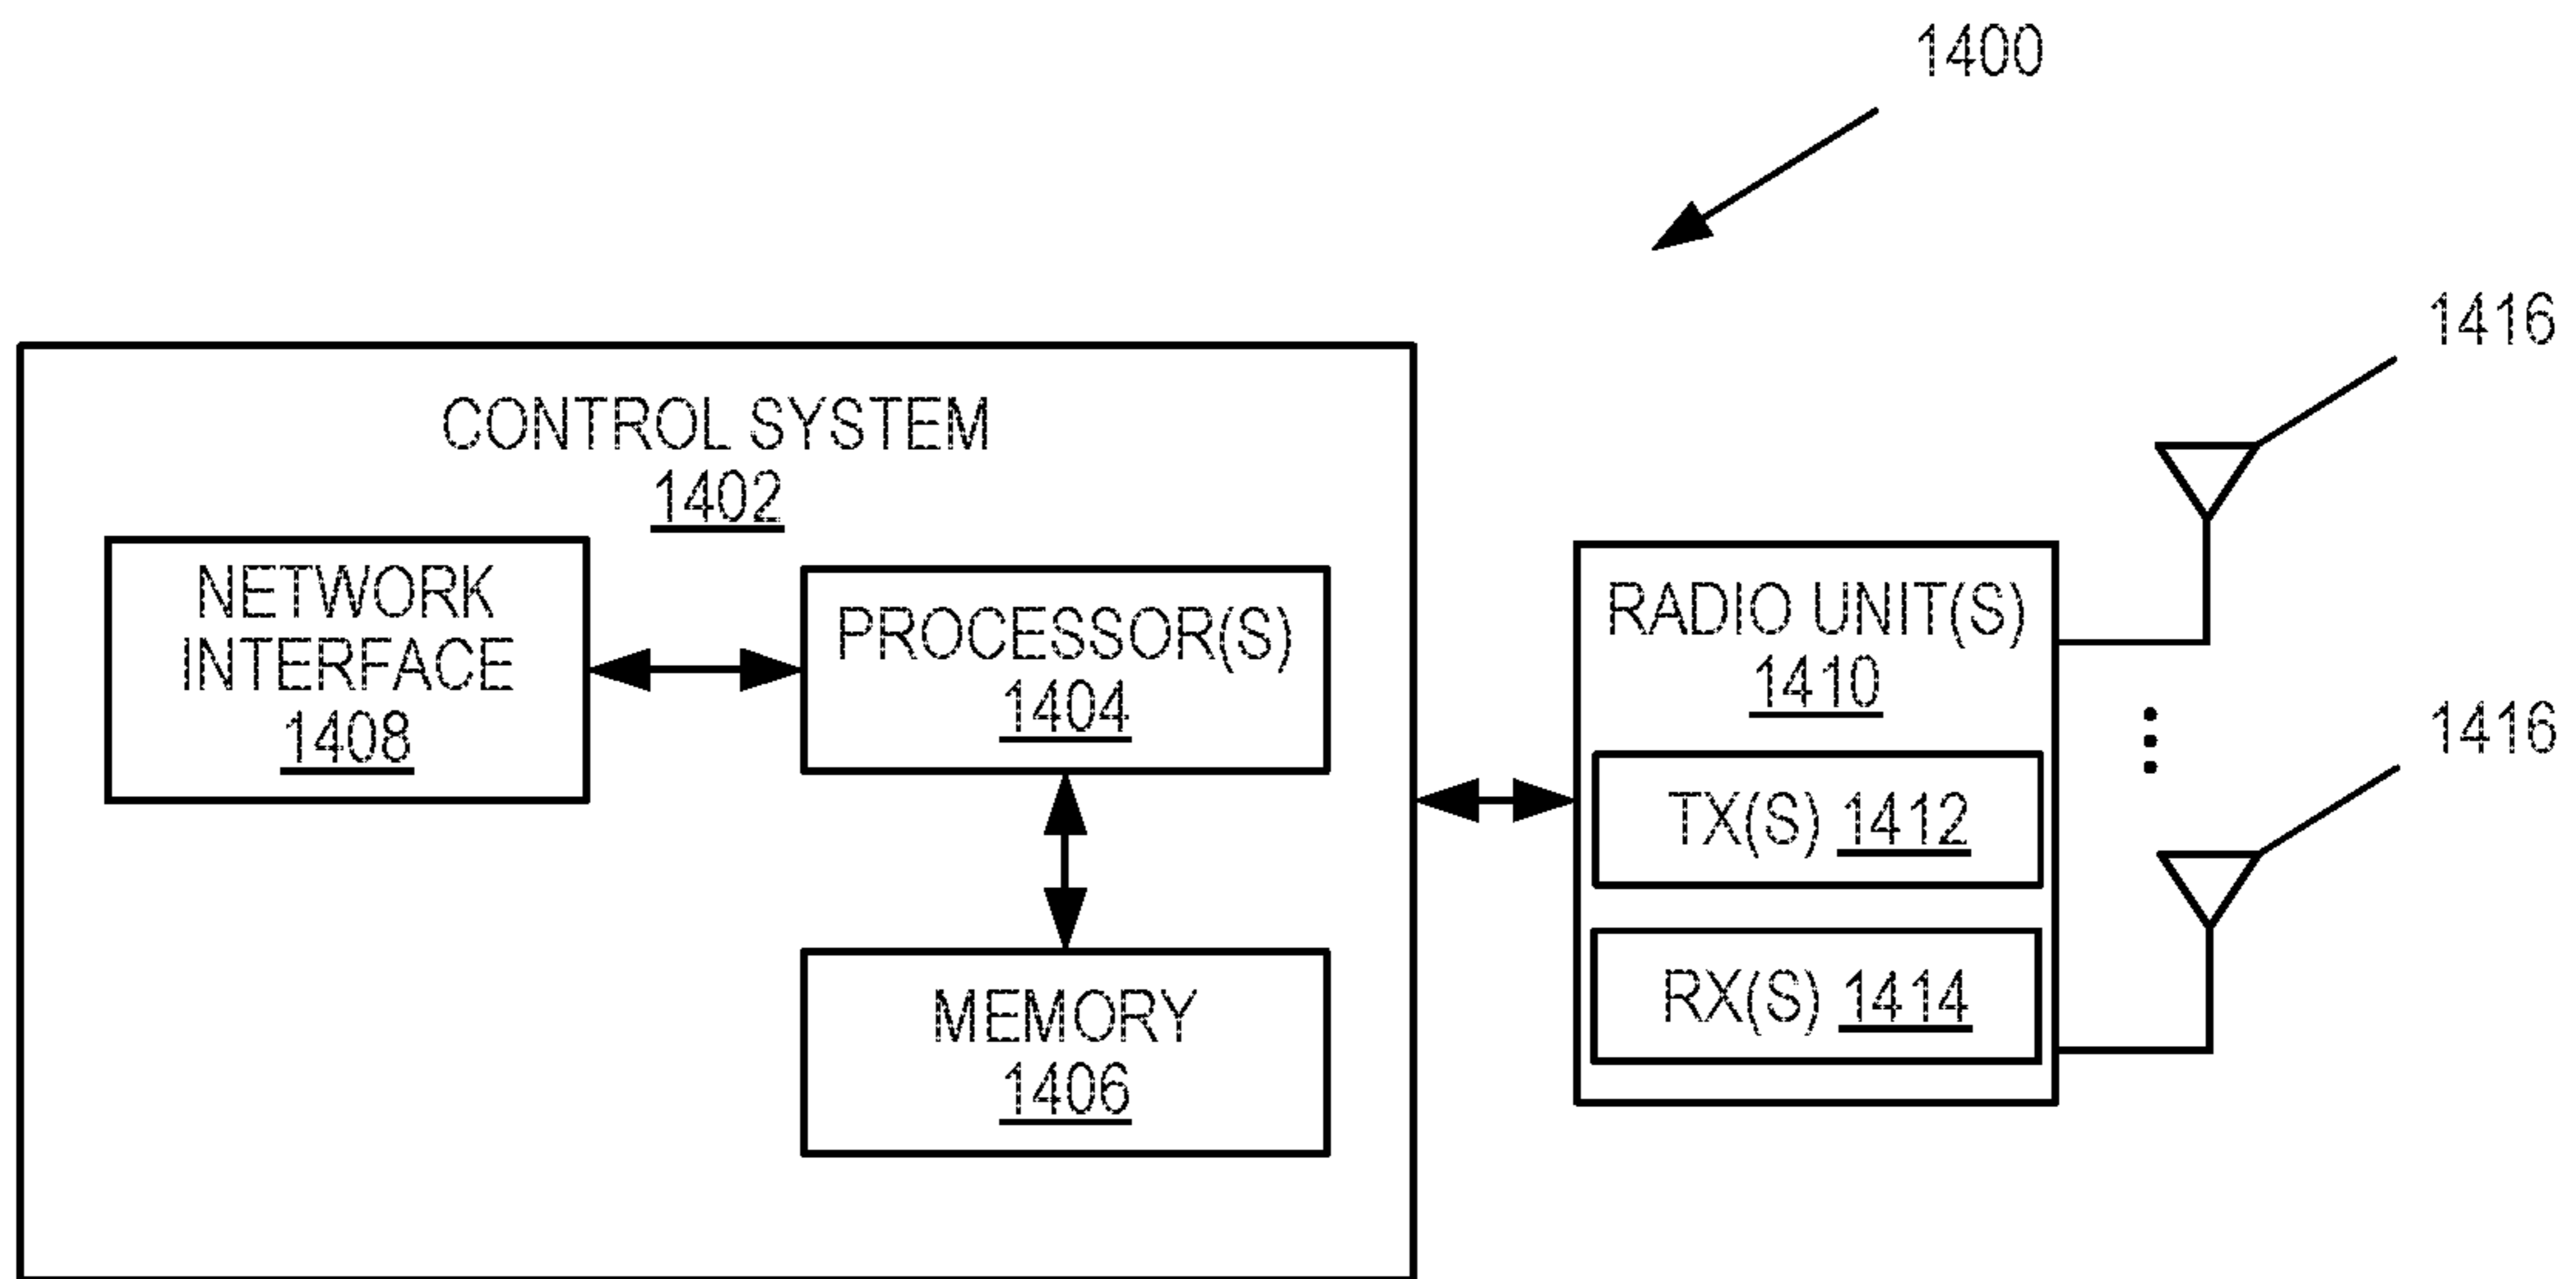 1400
1416
CONTROL SYSTEM
1402
NETWORK
INTERFACE
1408
PROCESSOR(S)
1404
MEMORY
1406
RADIO UNIT(S)
1410
TX(S) 1412
RX(S) 1414
1416